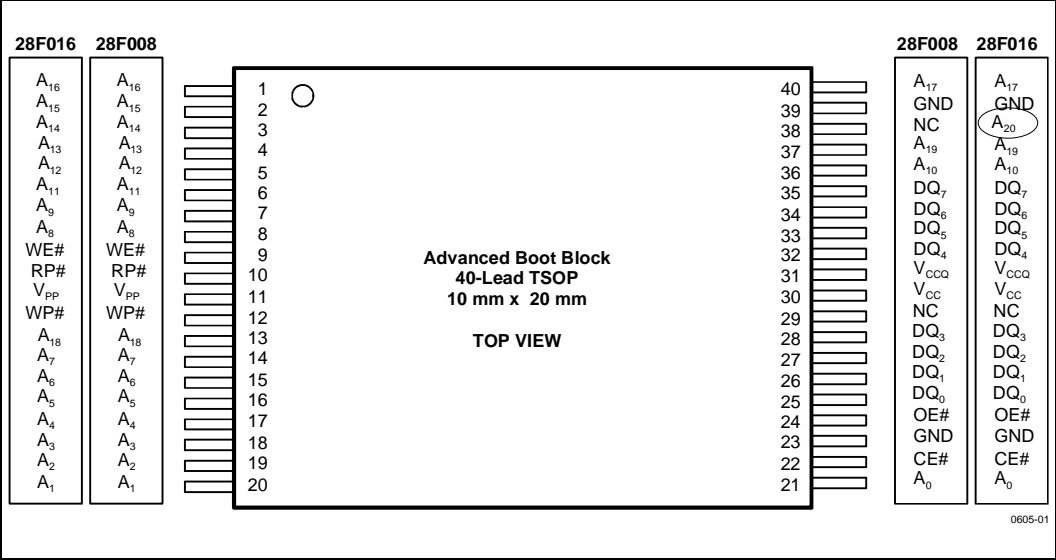 28F016 28F008 28F008 28F016
A16 A16 1 40 A17 A17
A15 A15 2 39 GND GND
A14 A14 3 38 NC A20
A13 A13 4 37 A19 A19
A12 A12 5 36 A10 A10
A11 A11 6 35 DQ7 DQ7
A9 A9 7 34 DQ6 DQ6
A8 A8 8 33 DQ5 DQ5
WE# WE# 9 32 DQ4 DQ4
RP# RP# 10 31 VCCQ VCCQ
VPP VPP 11 30 VCC VCC
WP# WP# 12 29 NC NC
A18 A18 13 28 DQ3 DQ3
A7 A7 14 27 DQ2 DQ2
A6 A6 15 26 DQ1 DQ1
A5 A5 16 25 DQ0 DQ0
A4 A4 17 24 OE# OE#
A3 A3 18 23 GND GND
A2 A2 19 22 CE# CE#
A1 A1 20 21 A0 A0
Advanced Boot Block
40-Lead TSOP
10 mm x 20 mm
TOP VIEW
0605-01